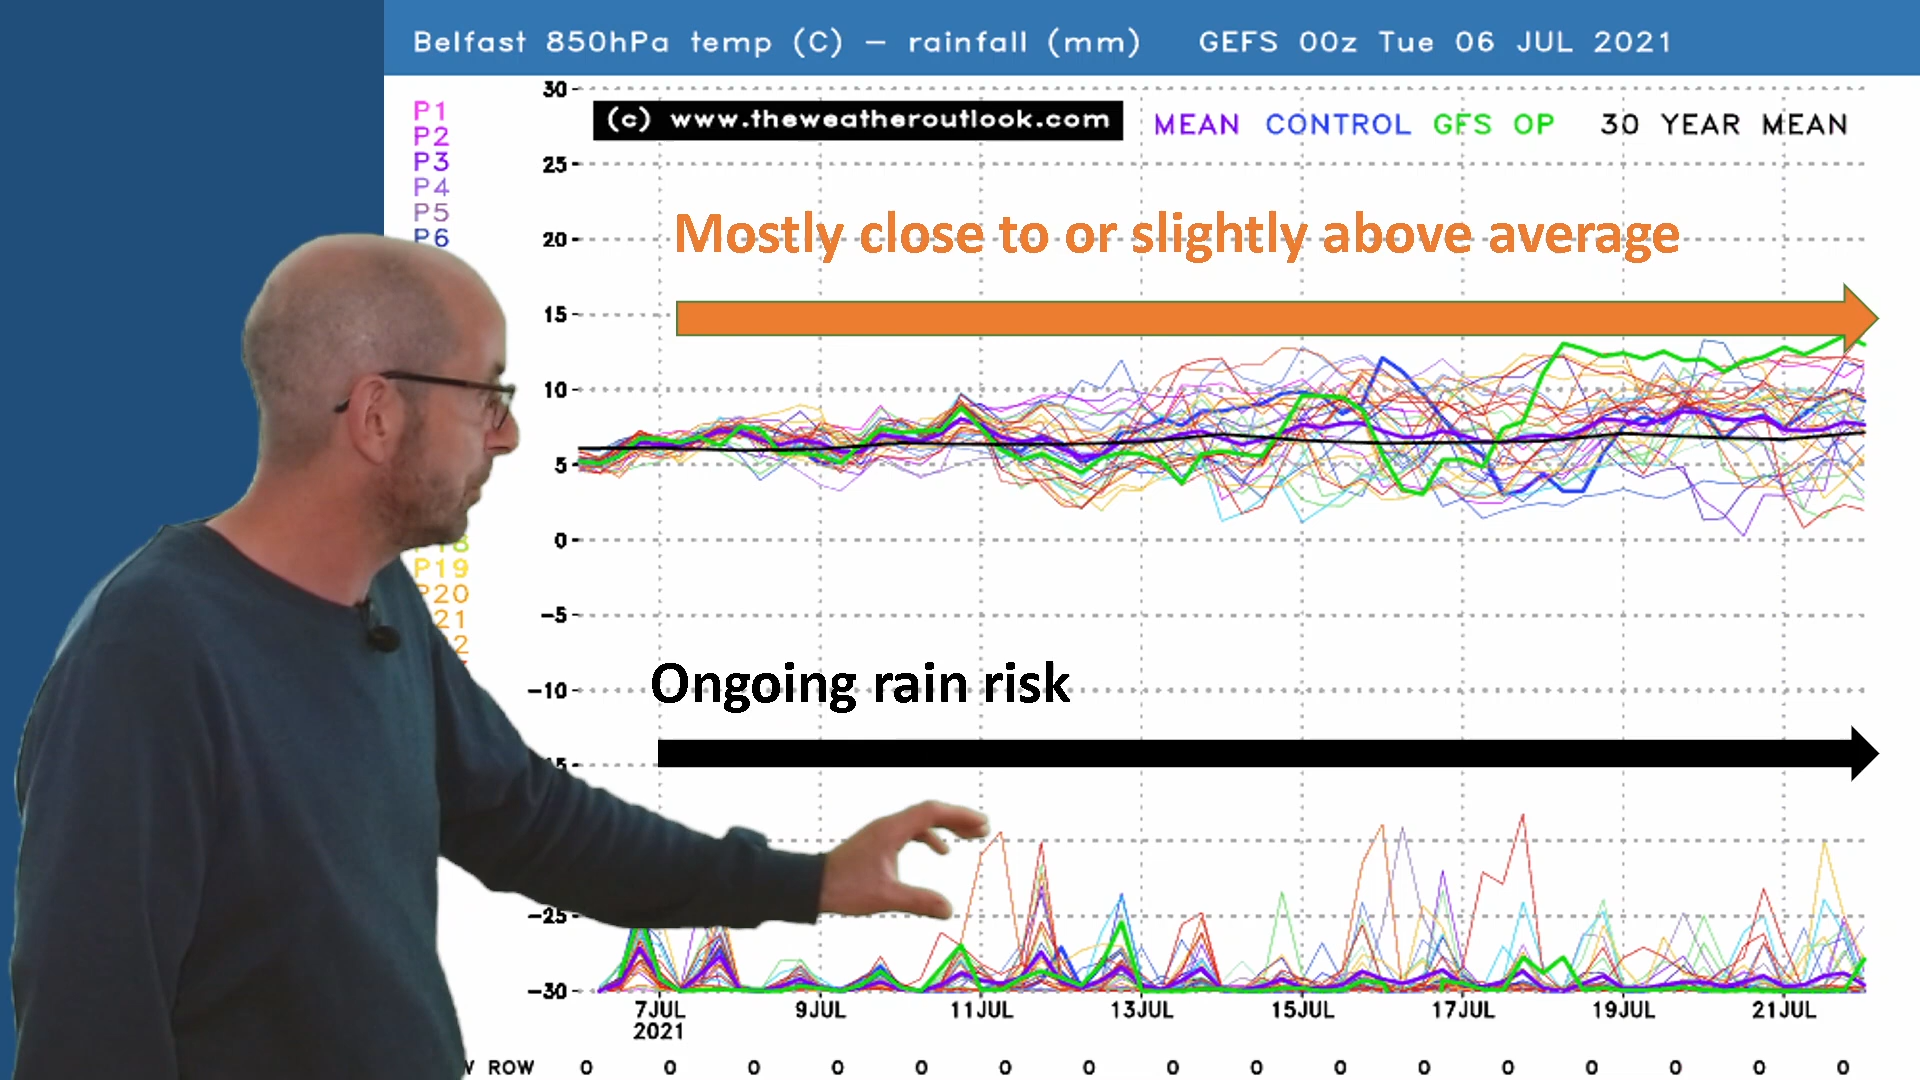 Belfast 850hPa temp (C) – rainfall (mm) GEFS 00z Tue 06 JUL 2021
30
(c) www.theweatheroutlook.com MEAN CONTROL GFS OP 30 YEAR MEAN
P1
P2
P3
P4
P5
P6
25
20
Mostly close to or slightly above average
15
10
5
0
P19
P20
21
-5
-10
Ongoing rain risk
-25
-30
7JUL 9JUL 11JUL 13JUL 15JUL 17JUL 19JUL 21JUL
2021
ROW 0 0 0 0 0 0 0 0 0 0 0 0 0 0 0 0